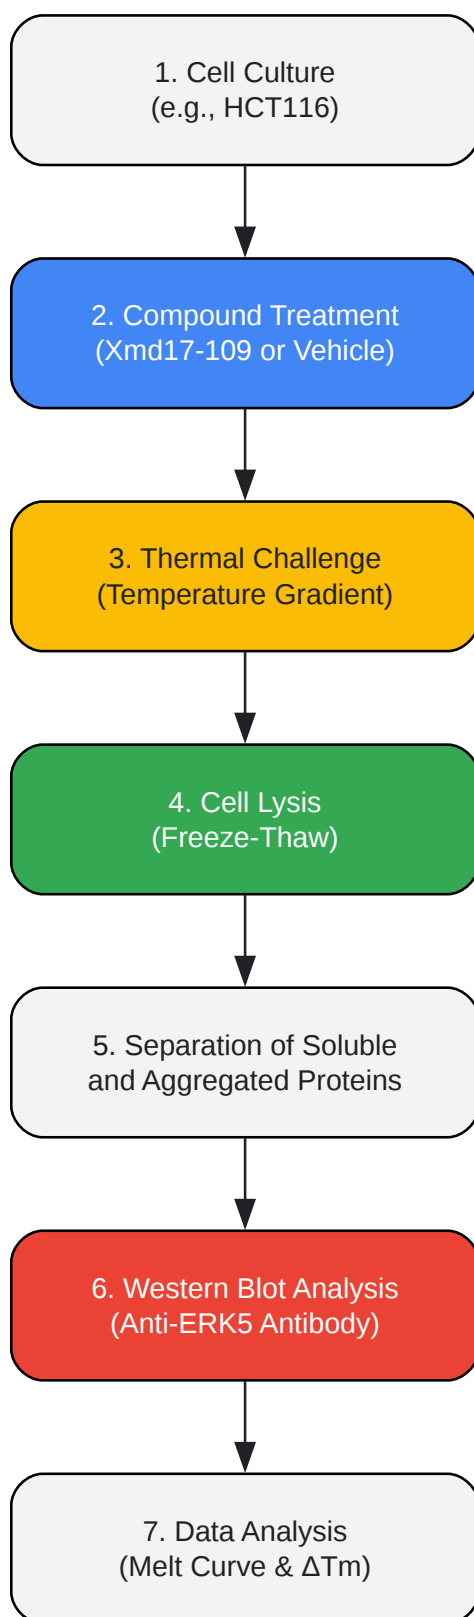 1. Cell Culture
(e.g., HCT116)
2. Compound Treatment
(Xmd17-109 or Vehicle)
3. Thermal Challenge
(Temperature Gradient)
4. Cell Lysis
(Freeze-Thaw)
5. Separation of Soluble
and Aggregated Proteins
6. Western Blot Analysis
(Anti-ERK5 Antibody)
7. Data Analysis
(Melt Curve & ΔTm)